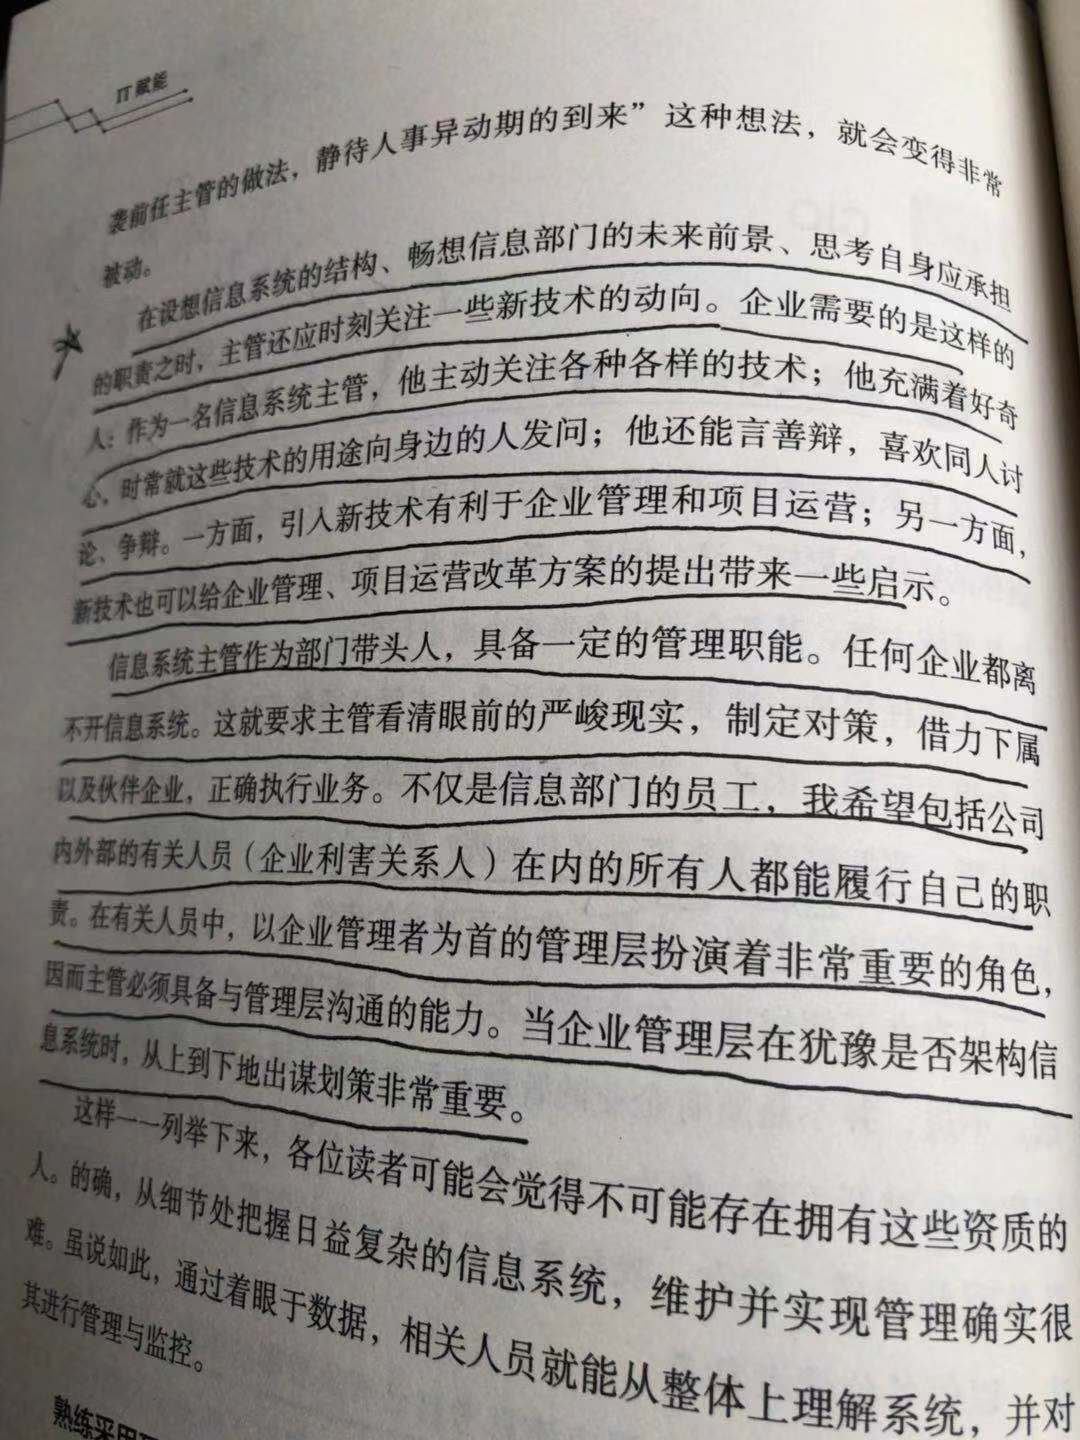 IT 赋能
袭前任主管的做法，静待人事异动期的到来”这种想法，就会变得非常
被动。
在设想信息系统的结构、畅想信息部门的未来前景、思考自身应承担
的职责之时，主管还应时刻关注一些新技术的动向。企业需要的是这样的
人：作为一名信息系统主管，他主动关注各种各样的技术；他充满着好奇
心，时常就这些技术的用途向身边的人发问；他还能言善辩，喜欢同人讨
论、争辩。一方面，引入新技术有利于企业管理和项目运营；另一方面，
新技术也可以给企业管理、项目运营改革方案的提出带来一些启示。
信息系统主管作为部门带头人，具备一定的管理职能。任何企业都离
不开信息系统。这就要求主管看清眼前的严峻现实，制定对策，借力下属
以及伙伴企业，正确执行业务。不仅是信息部门的员工，我希望包括公司
内外部的有关人员（企业利害关系人）在内的所有人都能履行自己的职
责。在有关人员中，以企业管理者为首的管理层扮演着非常重要的角色，
因而主管必须具备与管理层沟通的能力。当企业管理层在犹豫是否架构信
息系统时，从上到下地出谋划策非常重要。
这样一一列举下来，各位读者可能会觉得不可能存在拥有这些资质的
人。的确，从细节处把握日益复杂的信息系统，维护并实现管理确实很
难。虽说如此，通过着眼于数据，相关人员就能从整体上理解系统，并对
其进行管理与监控。
熟练采用